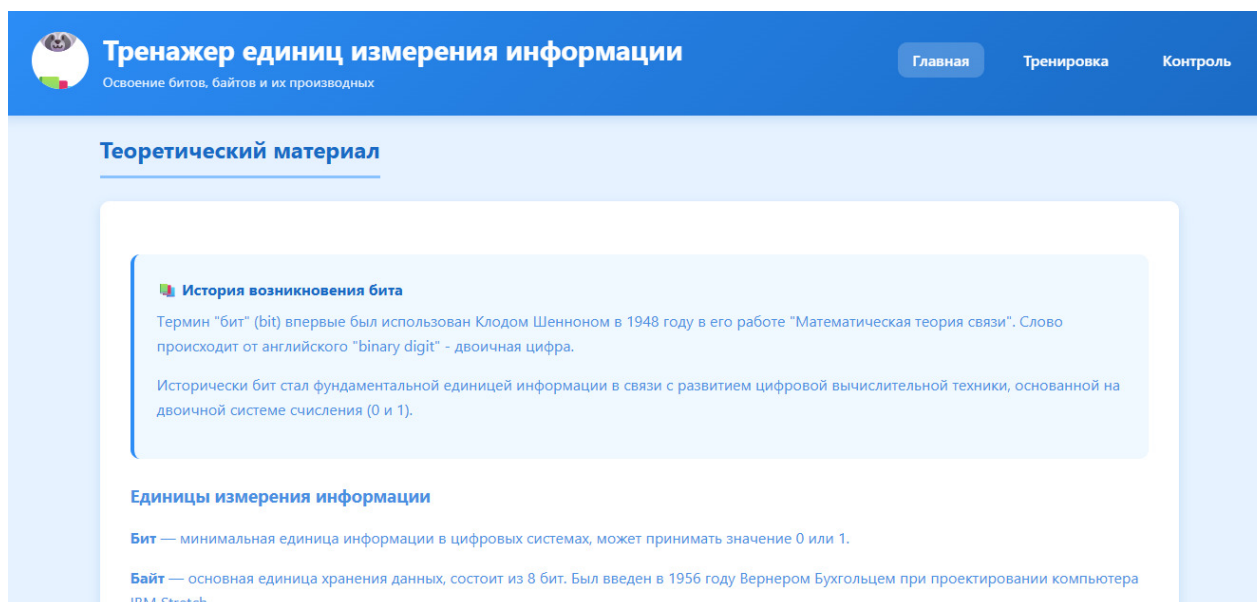 Тренажер единиц измерения информации
Освоение битов, байтов и их производных
Главная
Тренировка
Контроль
Теоретический материал
История возникновения бита
Термин "бит" (bit) впервые был использован Клодом Шенноном в 1948 году в его работе "Математическая теория связи". Слово
происходит от английского "binary digit" - двоичная цифра.
Исторически бит стал фундаментальной единицей информации в связи с развитием цифровой вычислительной техники, основанной на
двоичной системе счисления (0 и 1).
Единицы измерения информации
Бит — минимальная единица информации в цифровых системах, может принимать значение 0 или 1.
Байт — основная единица хранения данных, состоит из 8 бит. Был введен в 1956 году Вернером Бухгольцем при проектировании компьютера
IBM Stretch